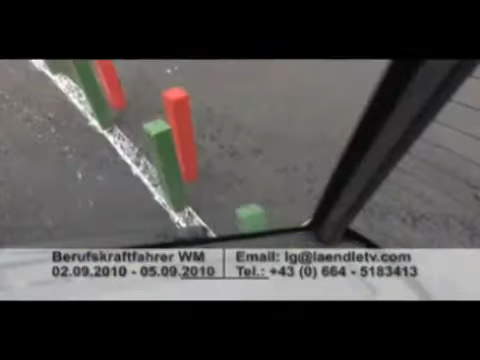 Berufskraftfahrer WM
02.09.2010 - 05.09.2010
Email: lg@laendletv.com
Tel.: +43 (0) 664 - 5183413